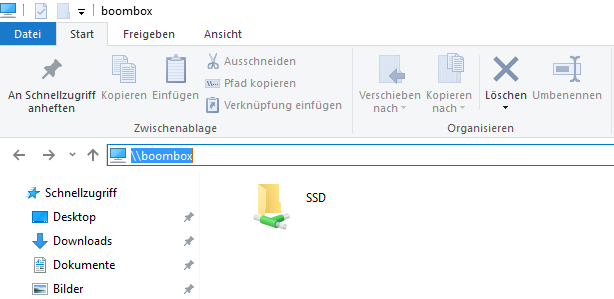 boombox
Datei Start Freigeben Ansicht
An Schnellzugriff anheften
Kopieren
Einfügen
Ausschneiden
Pfad kopieren
Verknüpfung einfügen
Zwischenablage
Verschieben nach
Kopieren nach
Löschen
Umbenennen
Organisieren
\\boombox
Schnellzugriff
Desktop
Downloads
Dokumente
Bilder
SSD